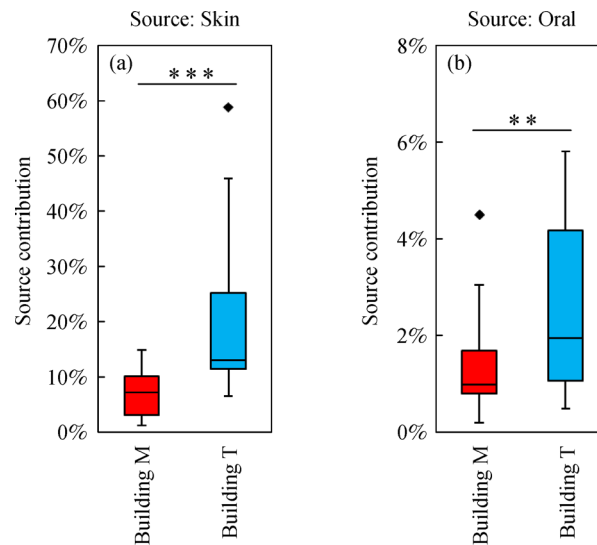 Source: Skin
Source contribution
70%
60%
50%
40%
30%
20%
10%
0%
(a)
***
Building M
Building T
Source: Oral
Source contribution
8%
6%
4%
2%
0%
(b)
**
Building M
Building T